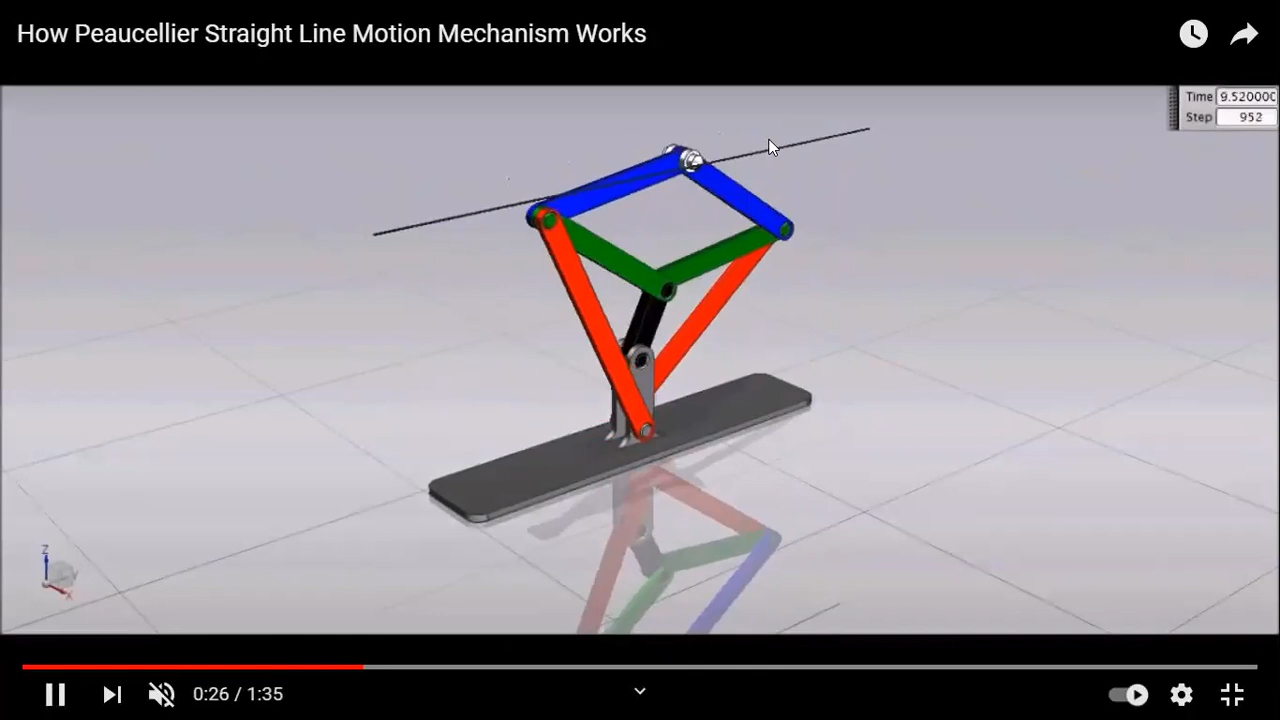 How Peaucellier Straight Line Motion Mechanism Works
Time 9.520000
Step 952
Z
X
0:26 / 1:35